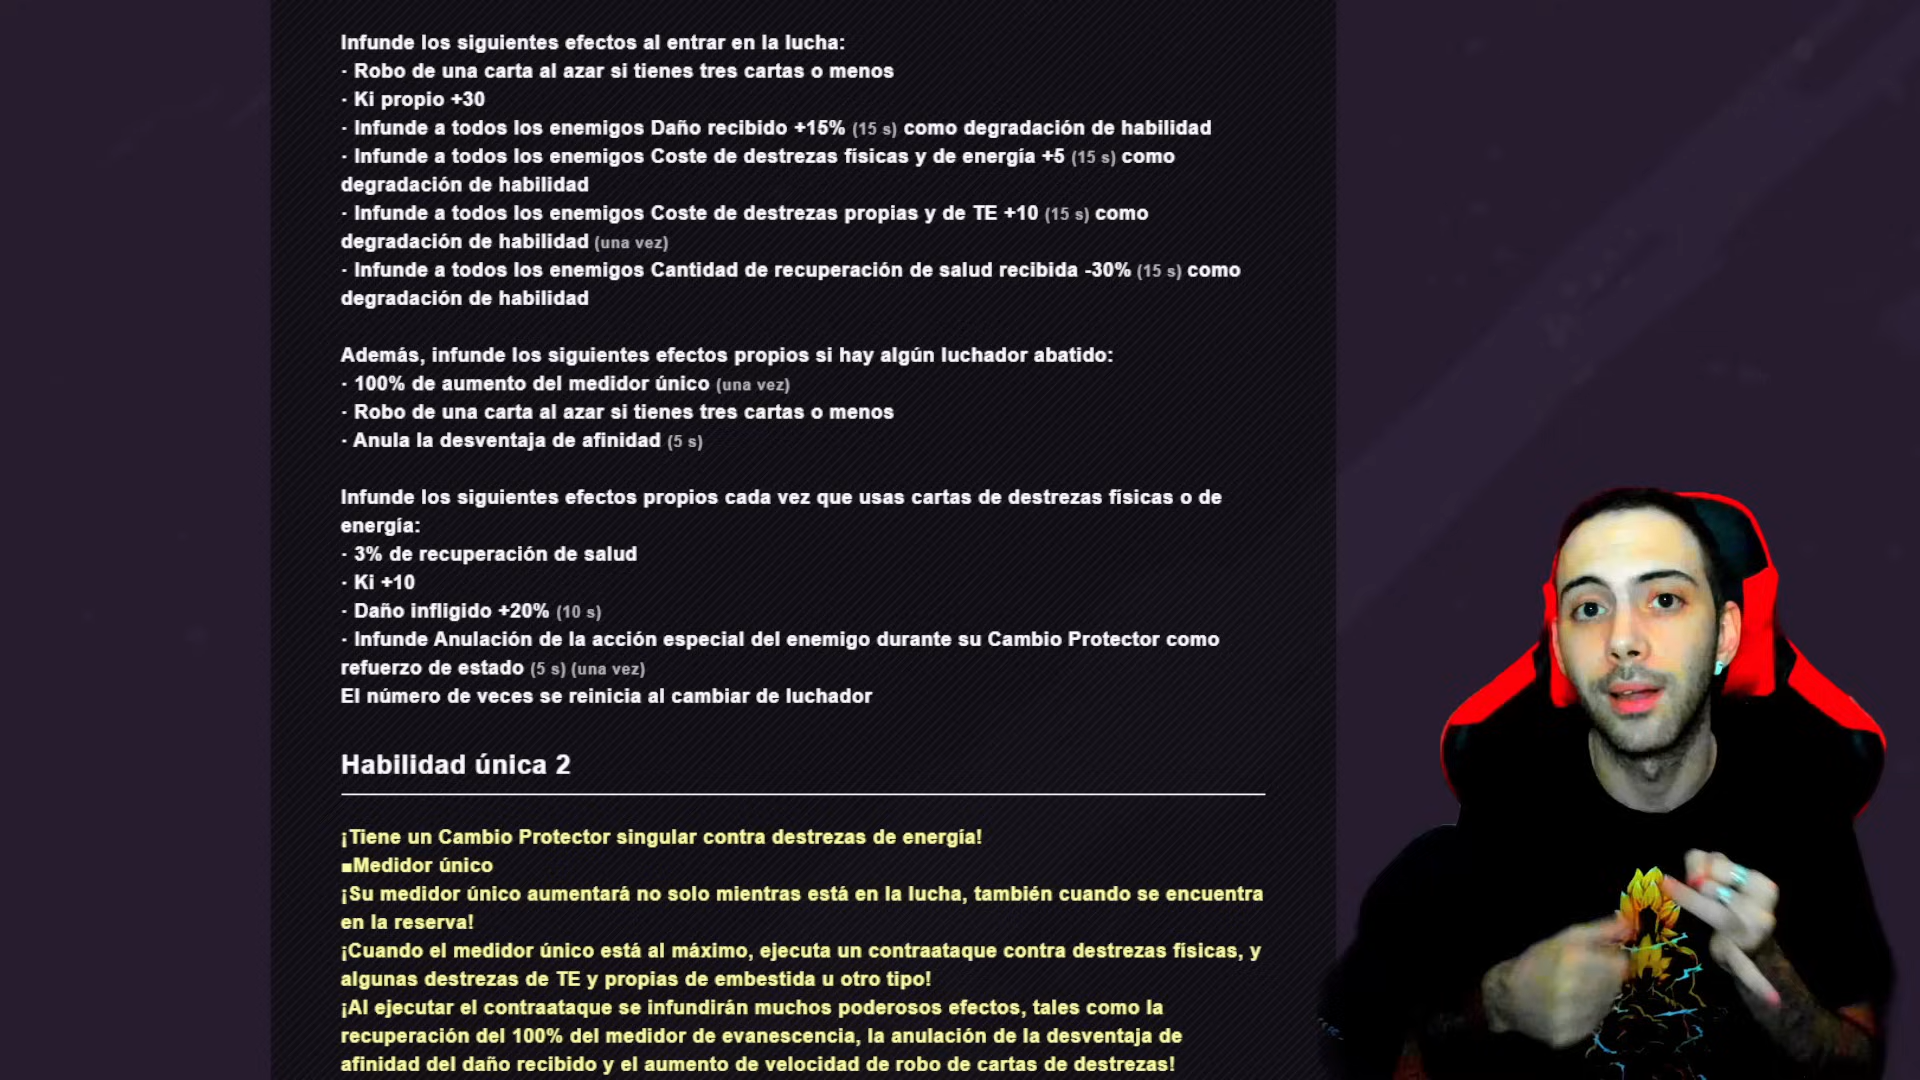 Infunde los siguientes efectos al entrar en la lucha:
· Robo de una carta al azar si tienes tres cartas o menos
· Ki propio +30
· Infunde a todos los enemigos Daño recibido +15% (15 s) como degradación de habilidad
· Infunde a todos los enemigos Coste de destrezas físicas y de energía +5 (15 s) como
degradación de habilidad
· Infunde a todos los enemigos Coste de destrezas propias y de TE +10 (15 s) como
degradación de habilidad (una vez)
· Infunde a todos los enemigos Cantidad de recuperación de salud recibida -30% (15 s) como
degradación de habilidad
Además, infunde los siguientes efectos propios si hay algún luchador abatido:
· 100% de aumento del medidor único (una vez)
· Robo de una carta al azar si tienes tres cartas o menos
· Anula la desventaja de afinidad (5 s)
Infunde los siguientes efectos propios cada vez que usas cartas de destrezas físicas o de
energía:
· 3% de recuperación de salud
· Ki +10
· Daño infligido +20% (10 s)
· Infunde Anulación de la acción especial del enemigo durante su Cambio Protector como
refuerzo de estado (5 s) (una vez)
El número de veces se reinicia al cambiar de luchador
Habilidad única 2
¡Tiene un Cambio Protector singular contra destrezas de energía!
■Medidor único
¡Su medidor único aumentará no solo mientras está en la lucha, también cuando se encuentra
en la reserva!
¡Cuando el medidor único está al máximo, ejecuta un contraataque contra destrezas físicas, y
algunas destrezas de TE y propias de embestida u otro tipo!
¡Al ejecutar el contraataque se infundirán muchos poderosos efectos, tales como la
recuperación del 100% del medidor de evanescencia, la anulación de la desventaja de
afinidad del daño recibido y el aumento de velocidad de robo de cartas de destrezas!